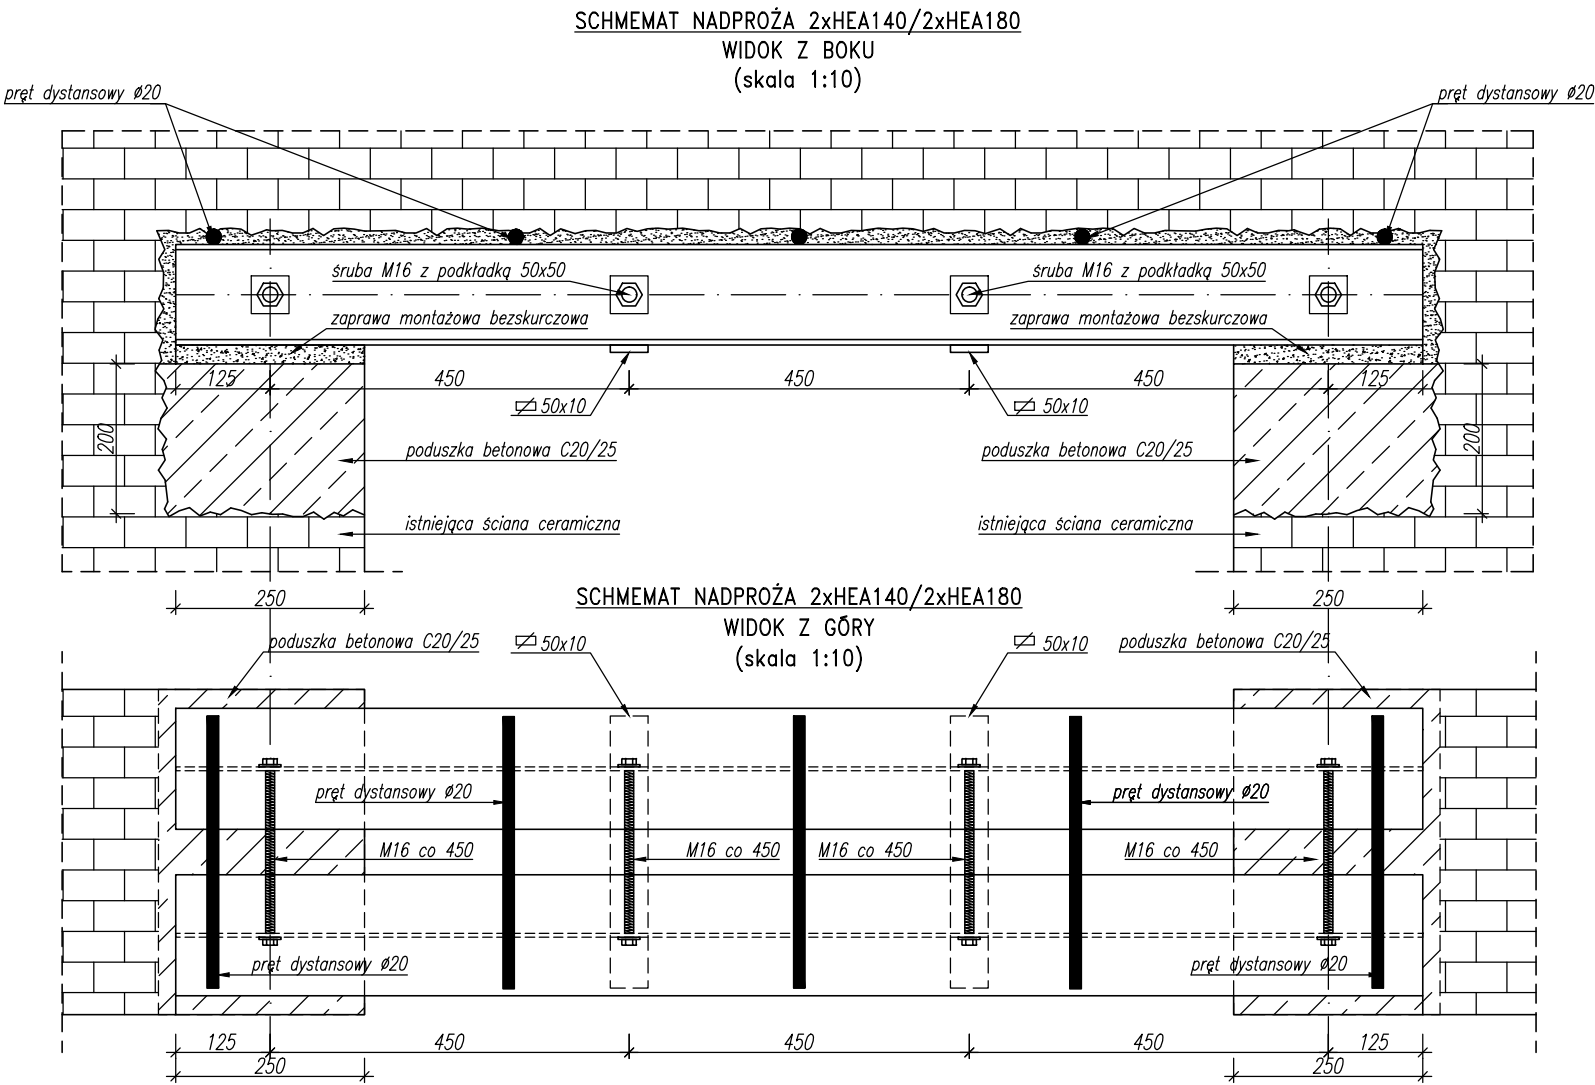 SCHMEMAT NADPROŻA 2xHEA140/2xHEA180
WIDOK Z BOKU
(skala 1:10)
pręt dystansowy ø20
pręt dystansowy ø20
śruba M16 z podkładką 50x50
śruba M16 z podkładką 50x50
zaprawa montażowa bezskurczowa
zaprawa montażowa bezskurczowa
125
450
450
450
125
50x10
50x10
200
200
poduszka betonowa C20/25
poduszka betonowa C20/25
istniejąca ściana ceramiczna
istniejąca ściana ceramiczna
250
250
SCHMEMAT NADPROŻA 2xHEA140/2xHEA180
WIDOK Z GÓRY
(skala 1:10)
poduszka betonowa C20/25
50x10
50x10
poduszka betonowa C20/25
pręt dystansowy ø20
pręt dystansowy ø20
M16 co 450
M16 co 450
M16 co 450
M16 co 450
pręt dystansowy ø20
pręt dystansowy ø20
125
450
450
450
125
250
250